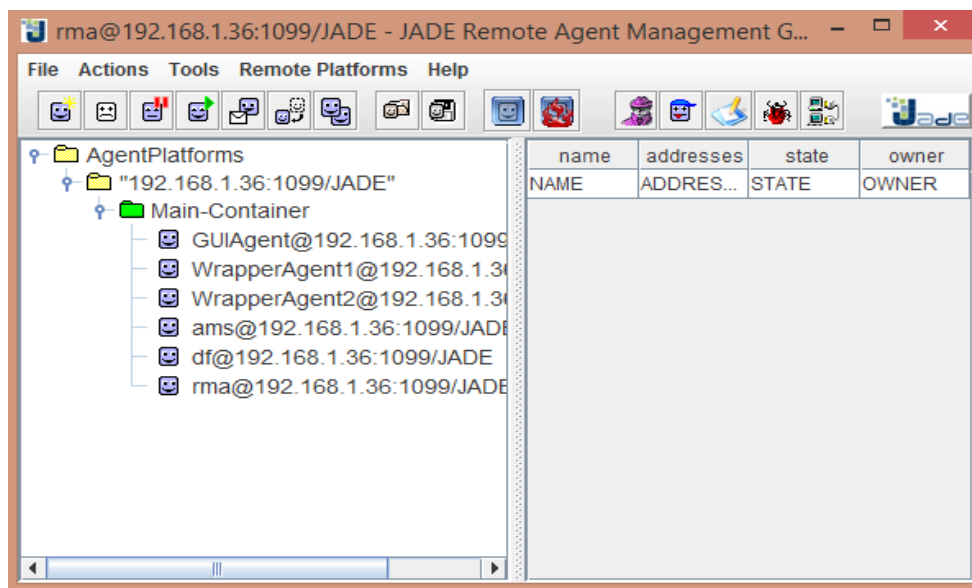 rma@192.168.1.36:1099/JADE - JADE Remote Agent Management G...
File Actions Tools Remote Platforms Help
Jade
AgentPlatforms
"192.168.1.36:1099/JADE"
Main-Container
GUIAgent@192.168.1.36:1099
WrapperAgent1@192.168.1.3
WrapperAgent2@192.168.1.3
ams@192.168.1.36:1099/JADE
df@192.168.1.36:1099/JADE
rma@192.168.1.36:1099/JADE
name addresses state owner
NAME ADDRES... STATE OWNER